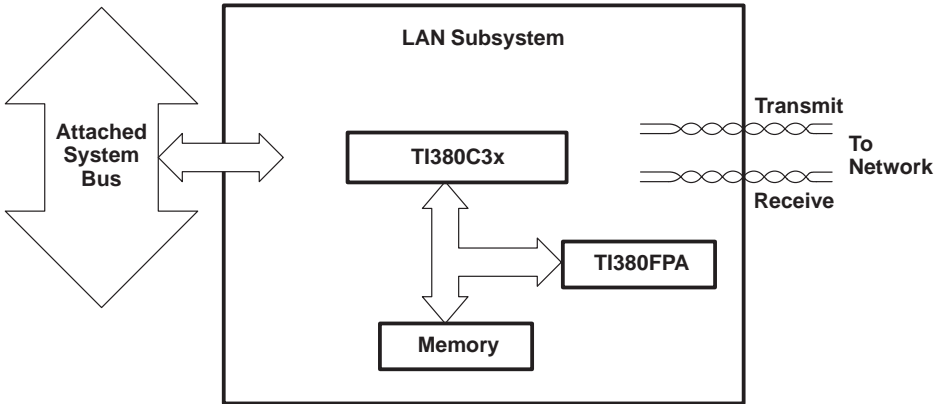 LAN Subsystem
Attached
System
Bus
TI380C3x
Transmit
To
Network
Receive
TI380FPA
Memory